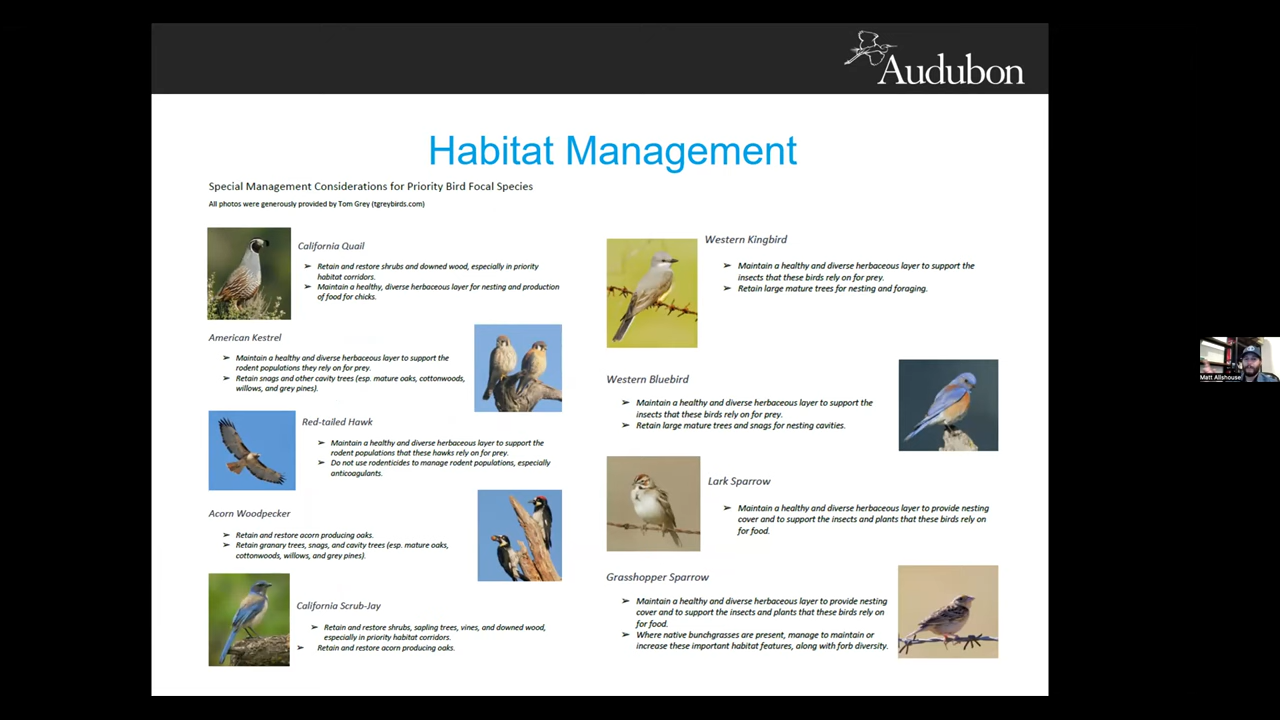 Audubon
Habitat Management
Special Management Considerations for Priority Bird Focal Species
All photos were generously provided by Tom Grey (tgreybirds.com)
California Quail
➢ Retain and restore shrubs and downed wood, especially in priority
habitat corridors.
➢ Maintain a healthy, diverse herbaceous layer for nesting and production
of food for chicks.
American Kestrel
➢ Maintain a healthy and diverse herbaceous layer to support the
rodent populations they rely on for prey.
➢ Retain snags and other cavity trees (esp. mature oaks, cottonwoods,
willows, and grey pines).
Red-tailed Hawk
➢ Maintain a healthy and diverse herbaceous layer to support the
rodent populations that these hawks rely on for prey.
➢ Do not use rodenticides to manage rodent populations, especially
anticoagulants.
Acorn Woodpecker
➢ Retain and restore acorn producing oaks.
➢ Retain granary trees, snags, and cavity trees (esp. mature oaks,
cottonwoods, willows, and grey pines).
California Scrub-Jay
➢ Retain and restore shrubs, sapling trees, vines, and downed wood,
especially in priority habitat corridors.
➢ Retain and restore acorn producing oaks.
Western Kingbird
➢ Maintain a healthy and diverse herbaceous layer to support the
insects that these birds rely on for prey.
➢ Retain large mature trees for nesting and foraging.
Western Bluebird
➢ Maintain a healthy and diverse herbaceous layer to support the
insects that these birds rely on for prey.
➢ Retain large mature trees and snags for nesting cavities.
Lark Sparrow
➢ Maintain a healthy and diverse herbaceous layer to provide nesting
cover and to support the insects and plants that these birds rely on
for food.
Grasshopper Sparrow
➢ Maintain a healthy and diverse herbaceous layer to provide nesting
cover and to support the insects and plants that these birds rely on
for food.
➢ Where native bunchgrasses are present, manage to maintain or
increase these important habitat features, along with forb diversity.
Matt Allshouse